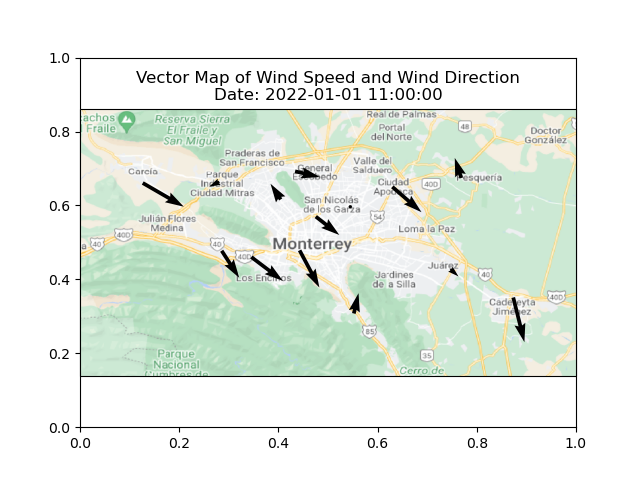 1.0
Vector Map of Wind Speed and Wind Direction
Date: 2022-01-01 11:00:00
achos
Fraile
Reserva Sierra
El Fraile y
San Miguel
Real de Palmas
Portal
del Norte
48
Doctor
González
0.8
Praderas de
San Francisco
Valle del
Salduero
García
Parque
Industrial
Ciudad Mitras
General
Escobedo
Ciudad
Apodaca
40D
Pesquería
0.6
San Nicolás
de los Garza
54
Julián Flores
Medina
Loma la Paz
a
40
40
40D
Monterrey
0.4
Los Encinos
Jardines
de la Silla
Juárez
40
Cadereyta
Jiménez
40D
85
35
0.2
Parque
Nacional
Cumbres de
Cerro de
0.0
0.0 0.2 0.4 0.6 0.8 1.0